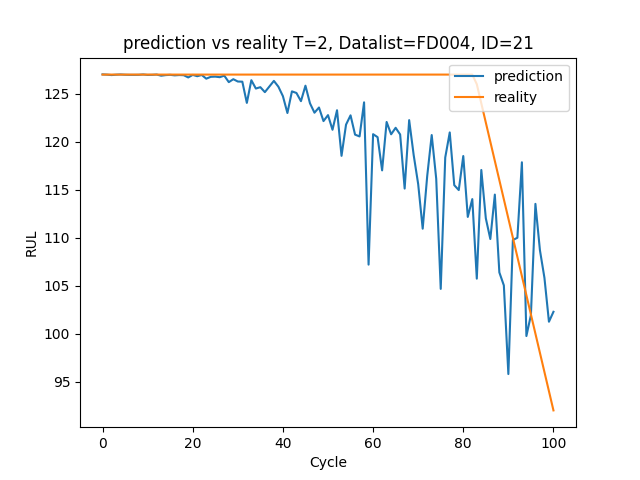 prediction vs reality T=2, Datalist=FD004, ID=21
prediction
reality
125
120
115
110
105
100
95
RUL
0
20
40
60
80
100
Cycle